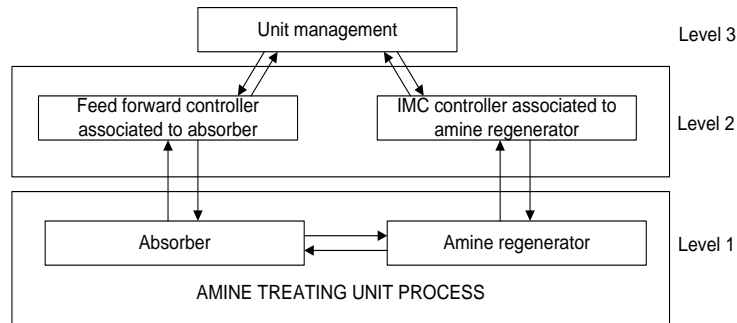 Unit management
Level 3
Feed forward controller
associated to absorber
IMC controller associated to
amine regenerator
Level 2
Absorber
Amine regenerator
Level 1
AMINE TREATING UNIT PROCESS